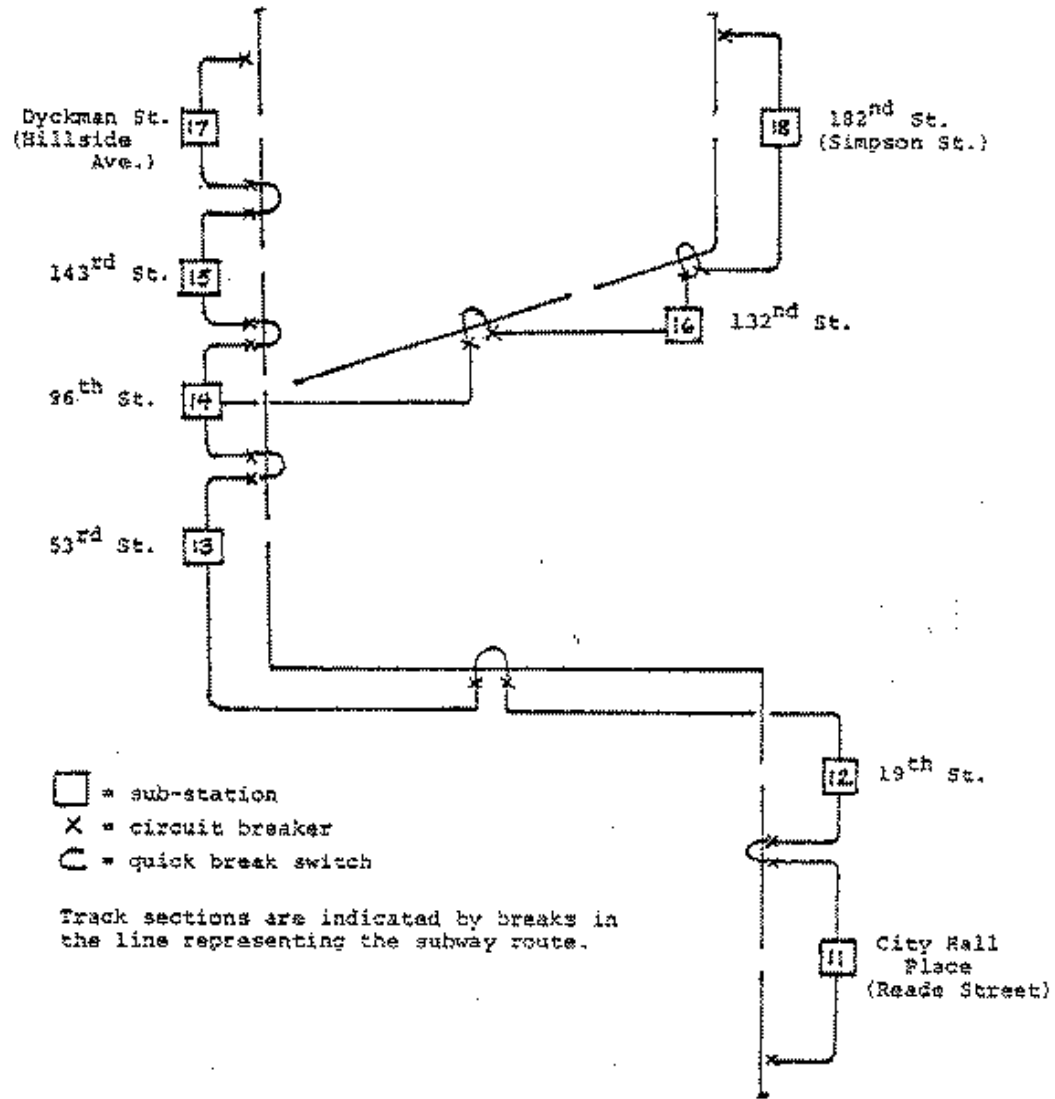 Dyckman St.
(Hillside
Ave.)
17
18
182nd St.
(Simpson St.)
143rd St.
15
16
132nd St.
96th St.
14
53rd St.
13
12
19th St.
= sub-station
X = circuit breaker
= quick break switch
Track sections are indicated by breaks in
the line representing the subway route.
11
City Hall
Place
(Reade Street)